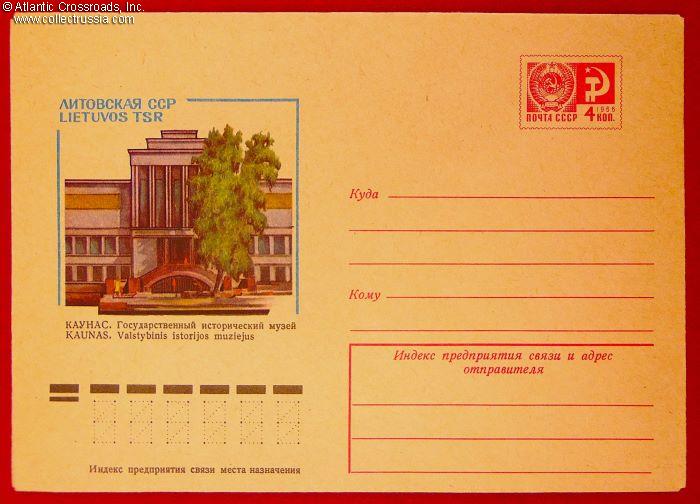 © Atlantic Crossroads, Inc.
www.collectrussia.com
ЛИТОВСКАЯ ССР
LIETUVOS TSR
1966
ПОЧТА СССР 4 КОП.
Куда
Кому
КАУНАС. Государственный исторический музей
KAUNAS. Valstybinis istorijos muziejus
Индекс предприятия связи и адрес
отправителя
Индекс предприятия связи места назначения